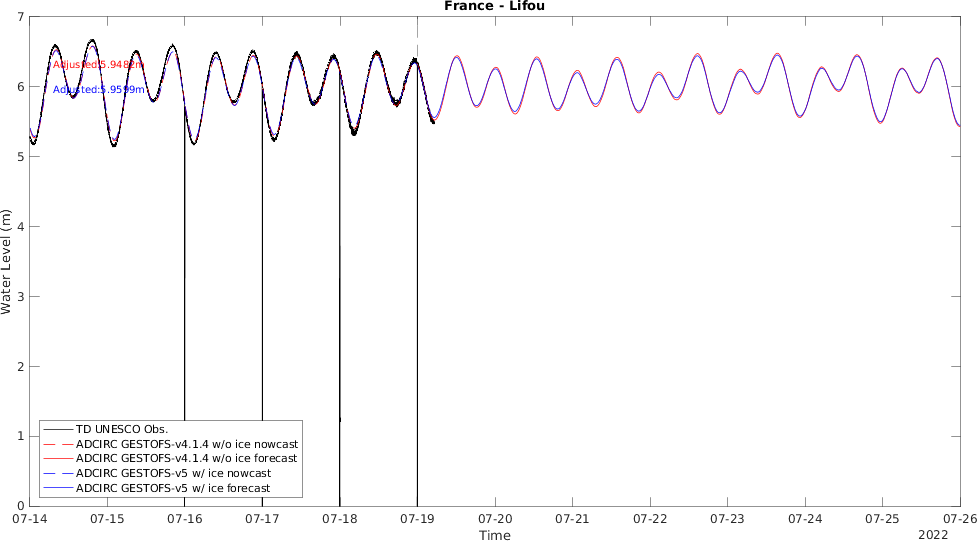 France - Lifou
7
6
5
4
3
2
1
0
Water Level (m)
Adjusted:5.9482m
Adjusted:5.9599m
TD UNESCO Obs.
ADCIRC GESTOFS-v4.1.4 w/o ice nowcast
ADCIRC GESTOFS-v4.1.4 w/o ice forecast
ADCIRC GESTOFS-v5 w/ ice nowcast
ADCIRC GESTOFS-v5 w/ ice forecast
07-14 07-15 07-16 07-17 07-18 07-19 07-20 07-21 07-22 07-23 07-24 07-25 07-26
Time
2022